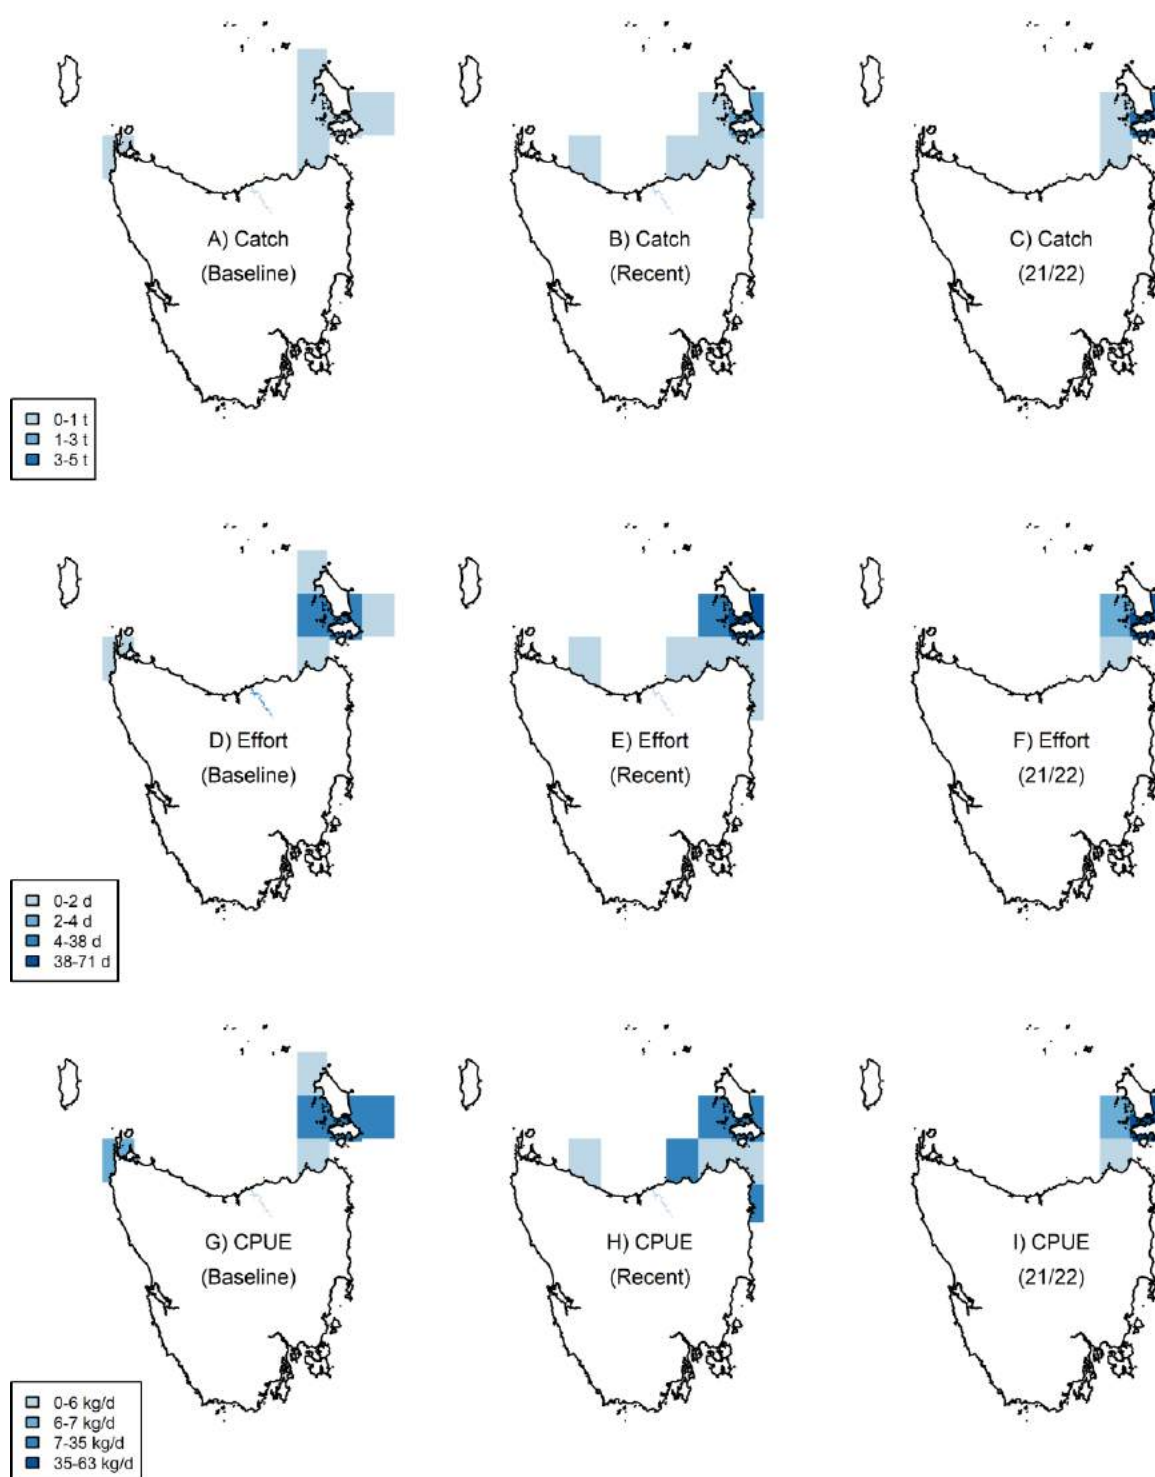 A) Catch
(Baseline)
B) Catch
(Recent)
C) Catch
(21/22)
0-1 t
1-3 t
3-5 t
D) Effort
(Baseline)
E) Effort
(Recent)
F) Effort
(21/22)
0-2 d
2-4 d
4-38 d
38-71 d
G) CPUE
(Baseline)
H) CPUE
(Recent)
I) CPUE
(21/22)
0-6 kg/d
6-7 kg/d
7-35 kg/d
35-63 kg/d